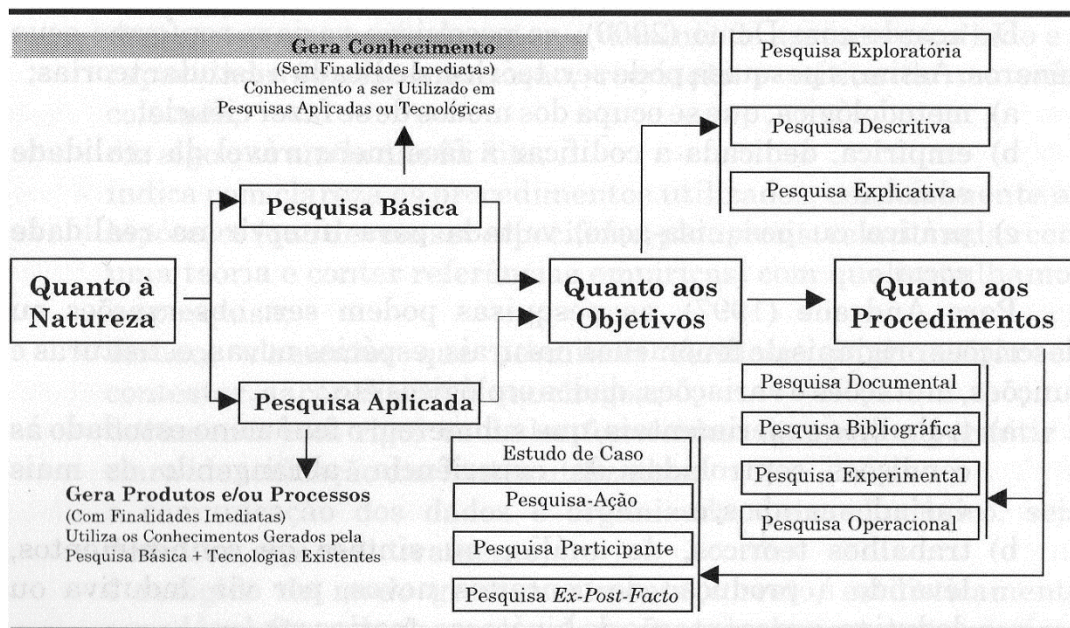 Gera Conhecimento
(Sem Finalidades Imediatas)
Conhecimento a ser Utilizado em
Pesquisas Aplicadas ou Tecnológicas
Pesquisa Exploratória
Pesquisa Descritiva
Pesquisa Explicativa
Pesquisa Básica
Quanto à
Natureza
Quanto aos
Objetivos
Quanto aos
Procedimentos
Pesquisa Aplicada
Gera Produtos e/ou Processos
(Com Finalidades Imediatas)
Utiliza os Conhecimentos Gerados pela
Pesquisa Básica + Tecnologias Existentes
Pesquisa Documental
Pesquisa Bibliográfica
Pesquisa Experimental
Pesquisa Operacional
Estudo de Caso
Pesquisa-Ação
Pesquisa Participante
Pesquisa Ex-Post-Facto